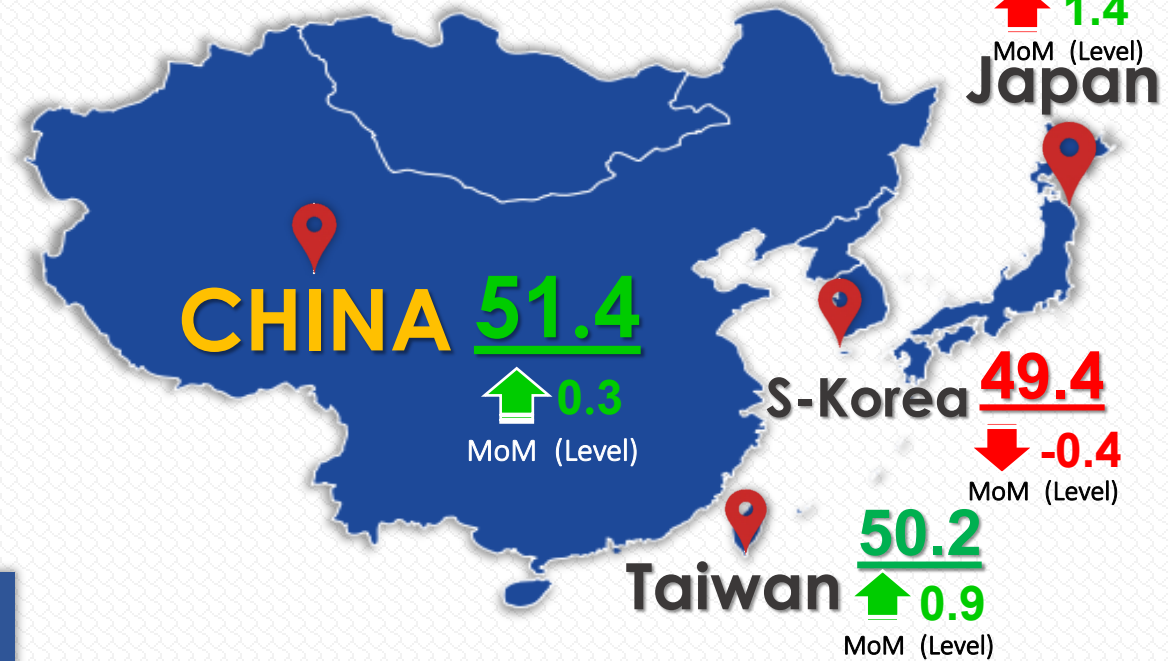 1.4
MoM (Level)
Japan
CHINA 51.4
0.3
MoM (Level)
S-Korea 49.4
-0.4
MoM (Level)
Taiwan 50.2
0.9
MoM (Level)